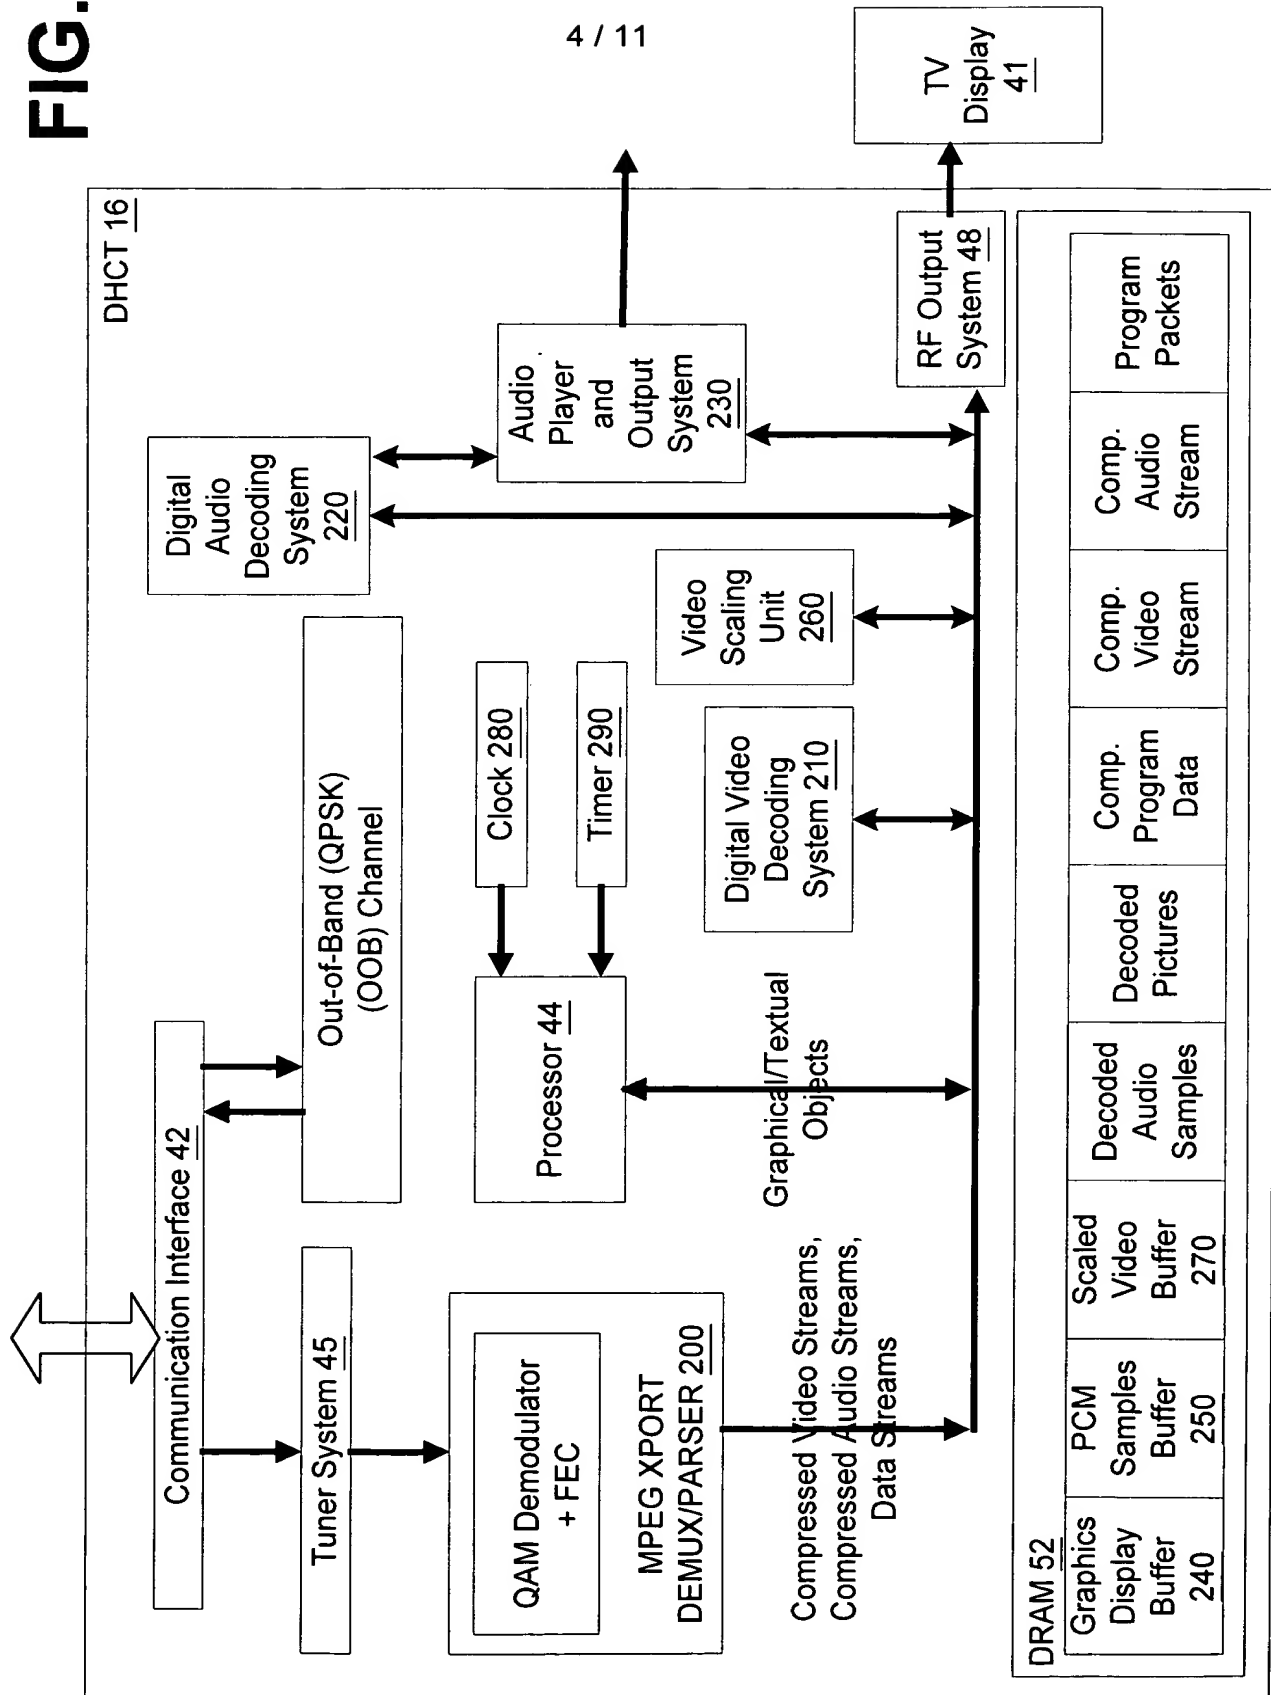 4 / 11
FIG.
DHCT 16
Communication Interface 42
Out-of-Band (QPSK)
(OOB) Channel
Tuner System 45
QAM Demodulator
+ FEC
MPEG XPORT
DEMUX/PARSER 200
Processor 44
Clock 280
Timer 290
Digital
Audio
Decoding
System
220
Audio
Player
and
Output
System
230
Video
Scaling
Unit
260
Digital Video
Decoding
System 210
Graphical/Textual
Objects
Compressed Video Streams,
Compressed Audio Streams,
Data Streams
RF Output
System 48
TV
Display
41
DRAM 52
Graphics
Display
Buffer
240
PCM
Samples
Buffer
250
Scaled
Video
Buffer
270
Decoded
Audio
Samples
Decoded
Pictures
Comp.
Program
Data
Comp.
Video
Stream
Comp.
Audio
Stream
Program
Packets